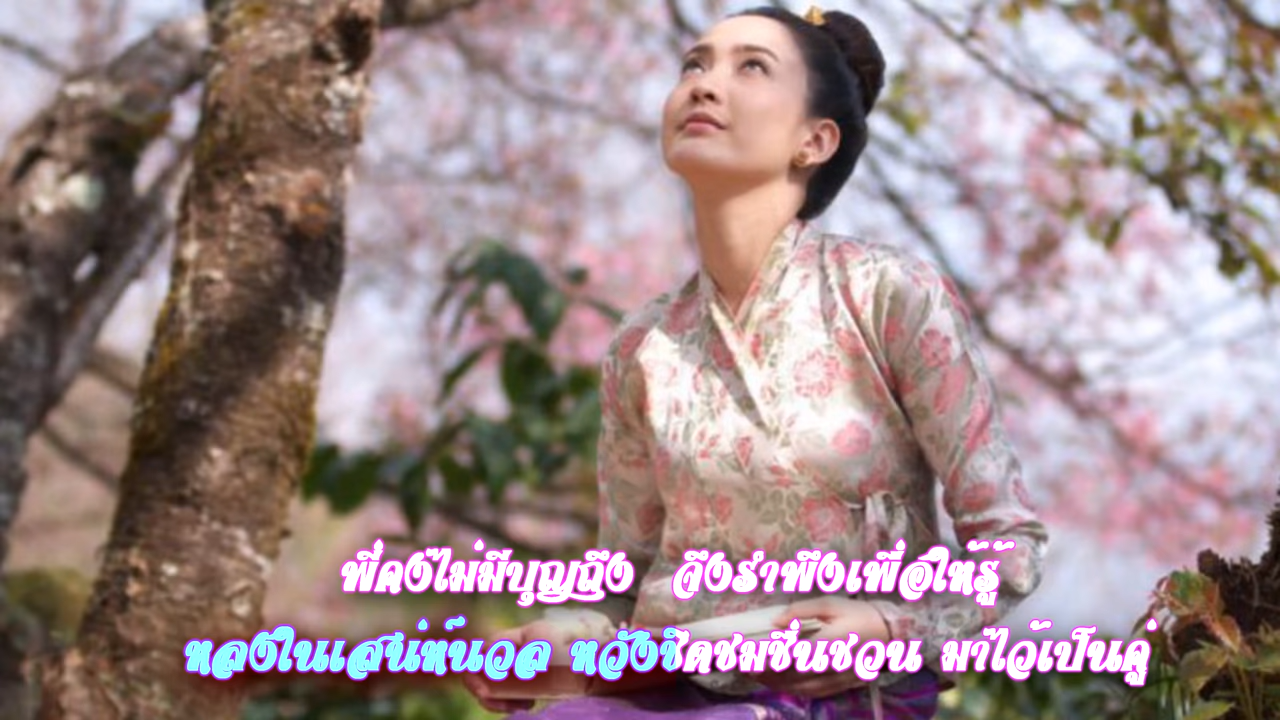 พี่คงไม่มีบุญถึง จึงรำพึงเพื่อให้รู้
หลงในเสน่ห์นวล หวังชิดชมชื่นชวน มาไว้เป็นคู่